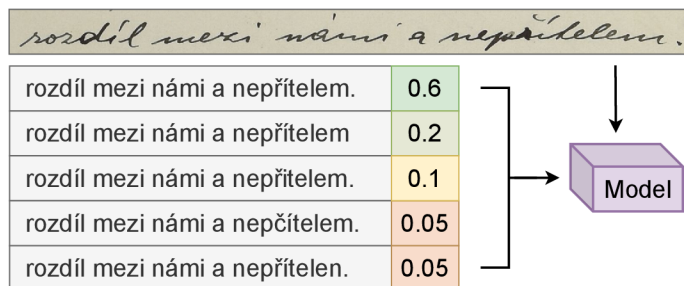 rozdíl mezi námi a nepřítelem.
rozdíl mezi námi a nepřítelem. 0.6
rozdíl mezi námi a nepřítelem 0.2
rozdíl mezi námi a nepřitelem. 0.1
Model
rozdíl mezi námi a nepčítelem. 0.05
rozdíl mezi námi a nepřítelen. 0.05